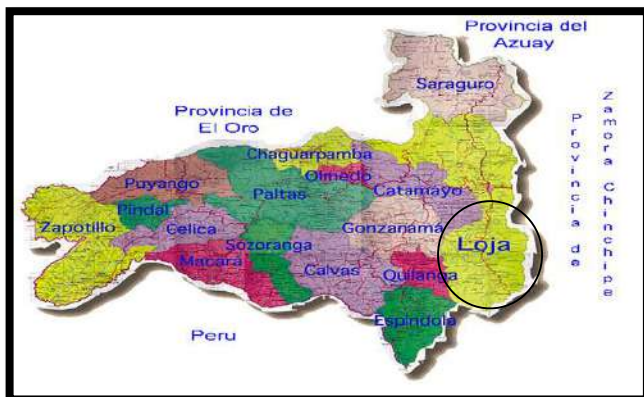 Provincia del
Azuay
Saraguro
Provincia de
El Oro
Zamora Chinchipe
Provincia de
Chaguarpamba
Olmedo
Puyango
Catamayo
Paltas
Pindal
Zapotillo
Celica
Gonzanamá
Sozoranga
Loja
Macará
Calvas
Quilanga
Espindola
Peru